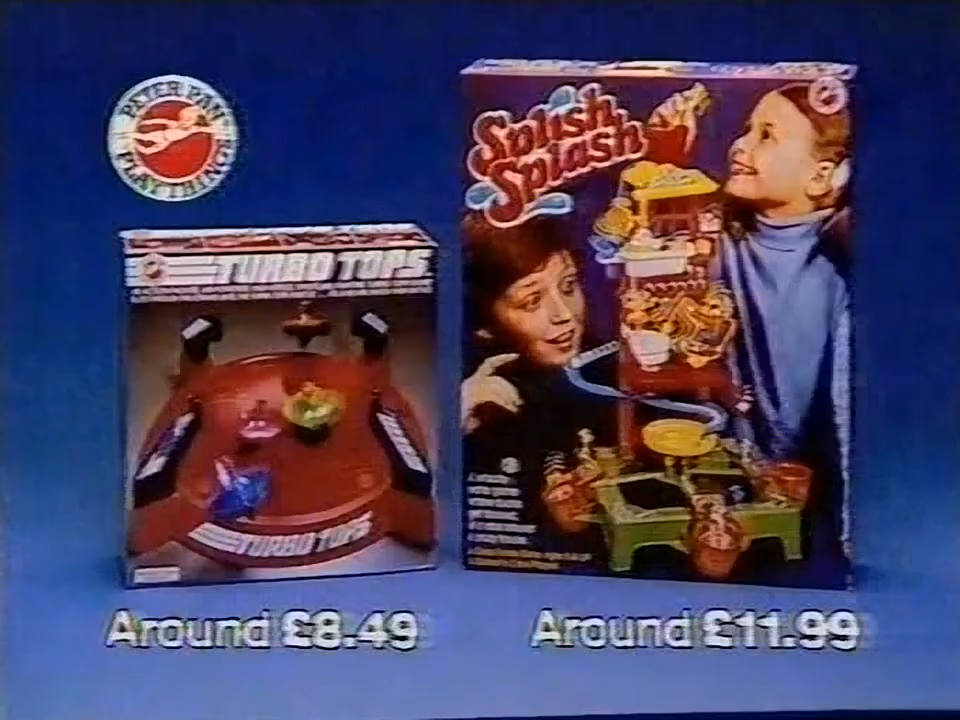 PETER PAN
PLAYTHINGS
Splish
Splash
TURBO TOPS
TURBO TOPS
Around £8.49
Around £11.99